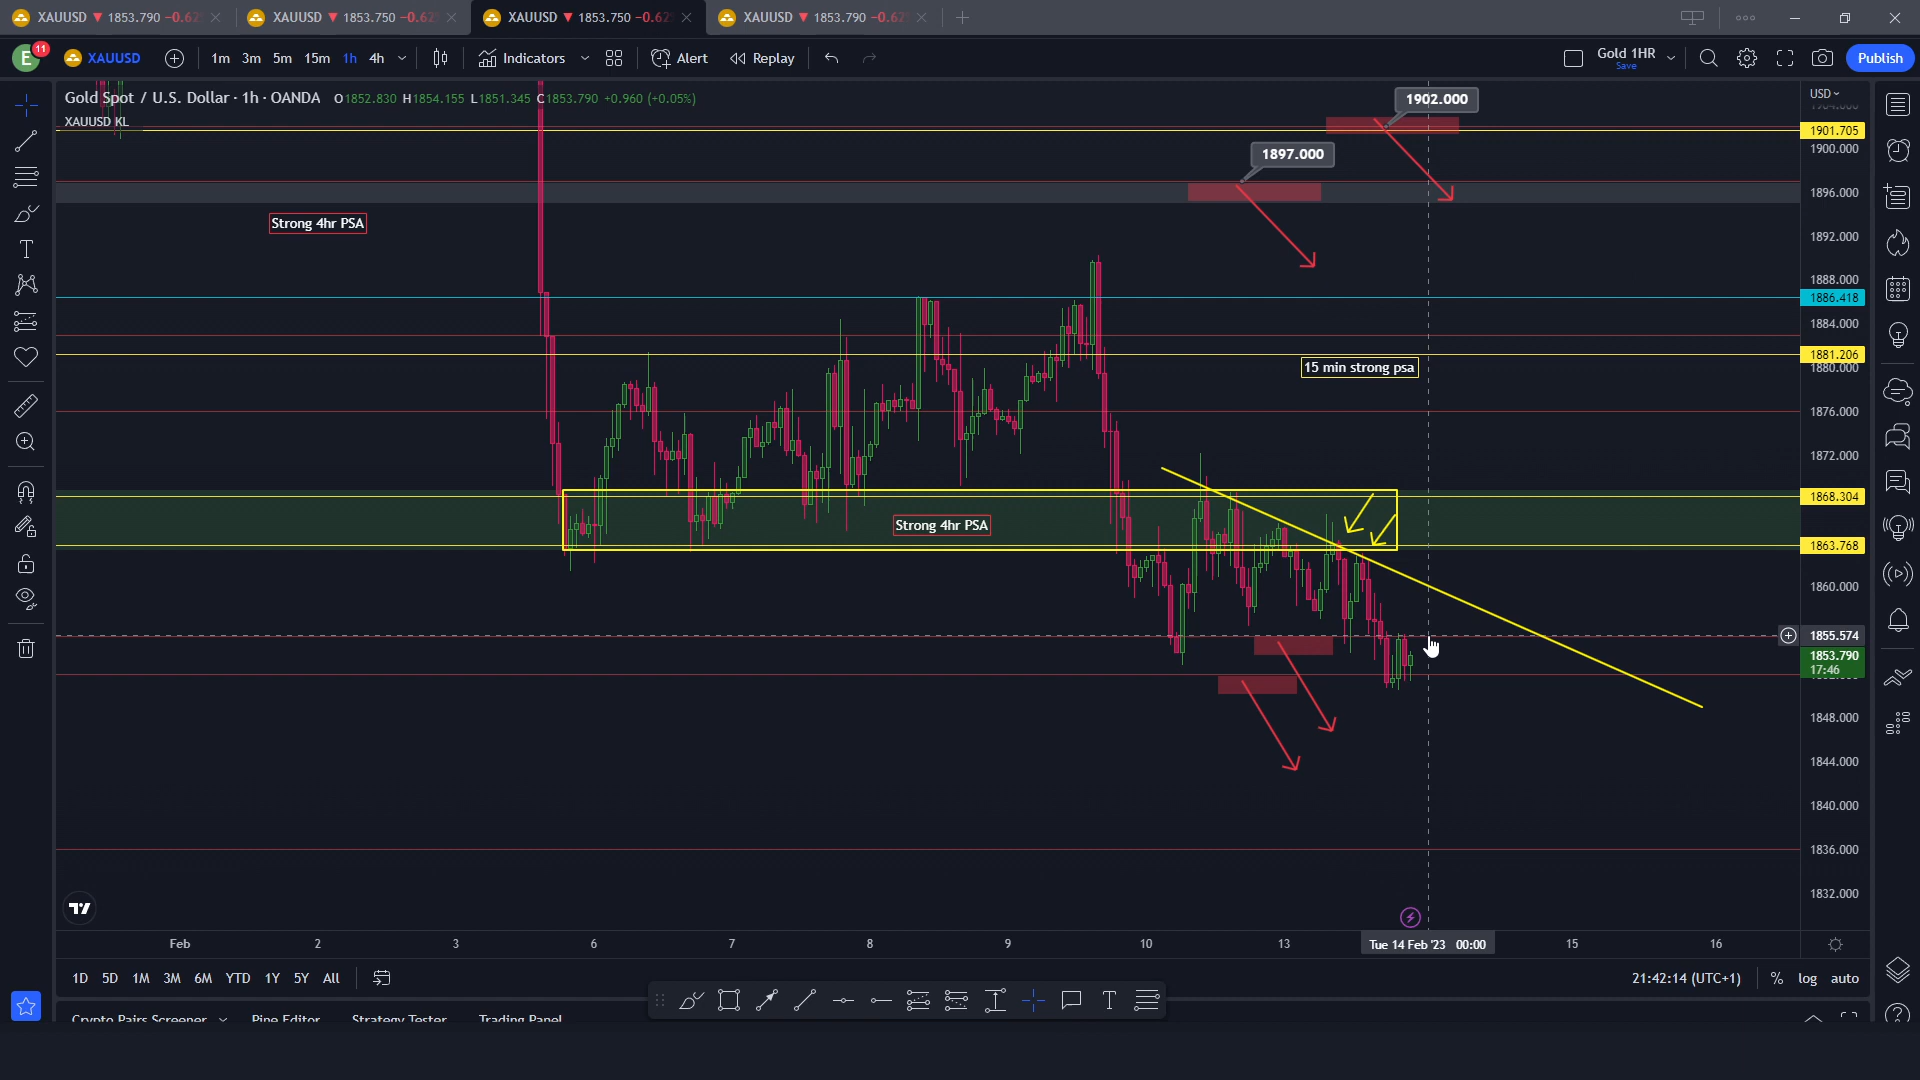 XAUUSD ▼ 1853.790 −0.62
XAUUSD ▼ 1853.750 −0.62
XAUUSD ▼ 1853.750 −0.62
XAUUSD ▼ 1853.790 −0.62
E 11 XAUUSD 1m 3m 5m 15m 1h 4h Indicators Alert Replay Gold 1HR Save Publish
Gold Spot / U.S. Dollar · 1h · OANDA O1852.830 H1854.155 L1851.345 C1853.790 +0.960 (+0.05%)
XAUUSD KL
USD
1902.000
1901.705
1900.000
1897.000
1896.000
Strong 4hr PSA
1892.000
1888.000
1886.418
1884.000
1881.206
15 min strong psa
1880.000
1876.000
1872.000
1868.304
Strong 4hr PSA
1863.768
1860.000
1855.574
1853.790
17:46
1848.000
1844.000
1840.000
1836.000
1832.000
Feb 2 3 6 7 8 9 10 13 Tue 14 Feb '23 00:00 15 16
1D 5D 1M 3M 6M YTD 1Y 5Y All 21:42:14 (UTC+1) % log auto
Crypto Pairs Screener Pine Editor Strategy Tester Trading Panel